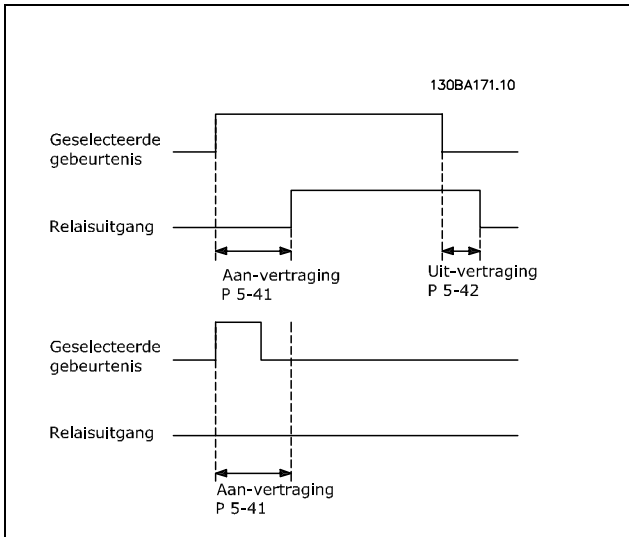 130BA171.10
Geselecteerde
gebeurtenis
Relaisuitgang
Aan-vertraging
P 5-41
Uit-vertraging
P 5-42
Geselecteerde
gebeurtenis
Relaisuitgang
Aan-vertraging
P 5-41